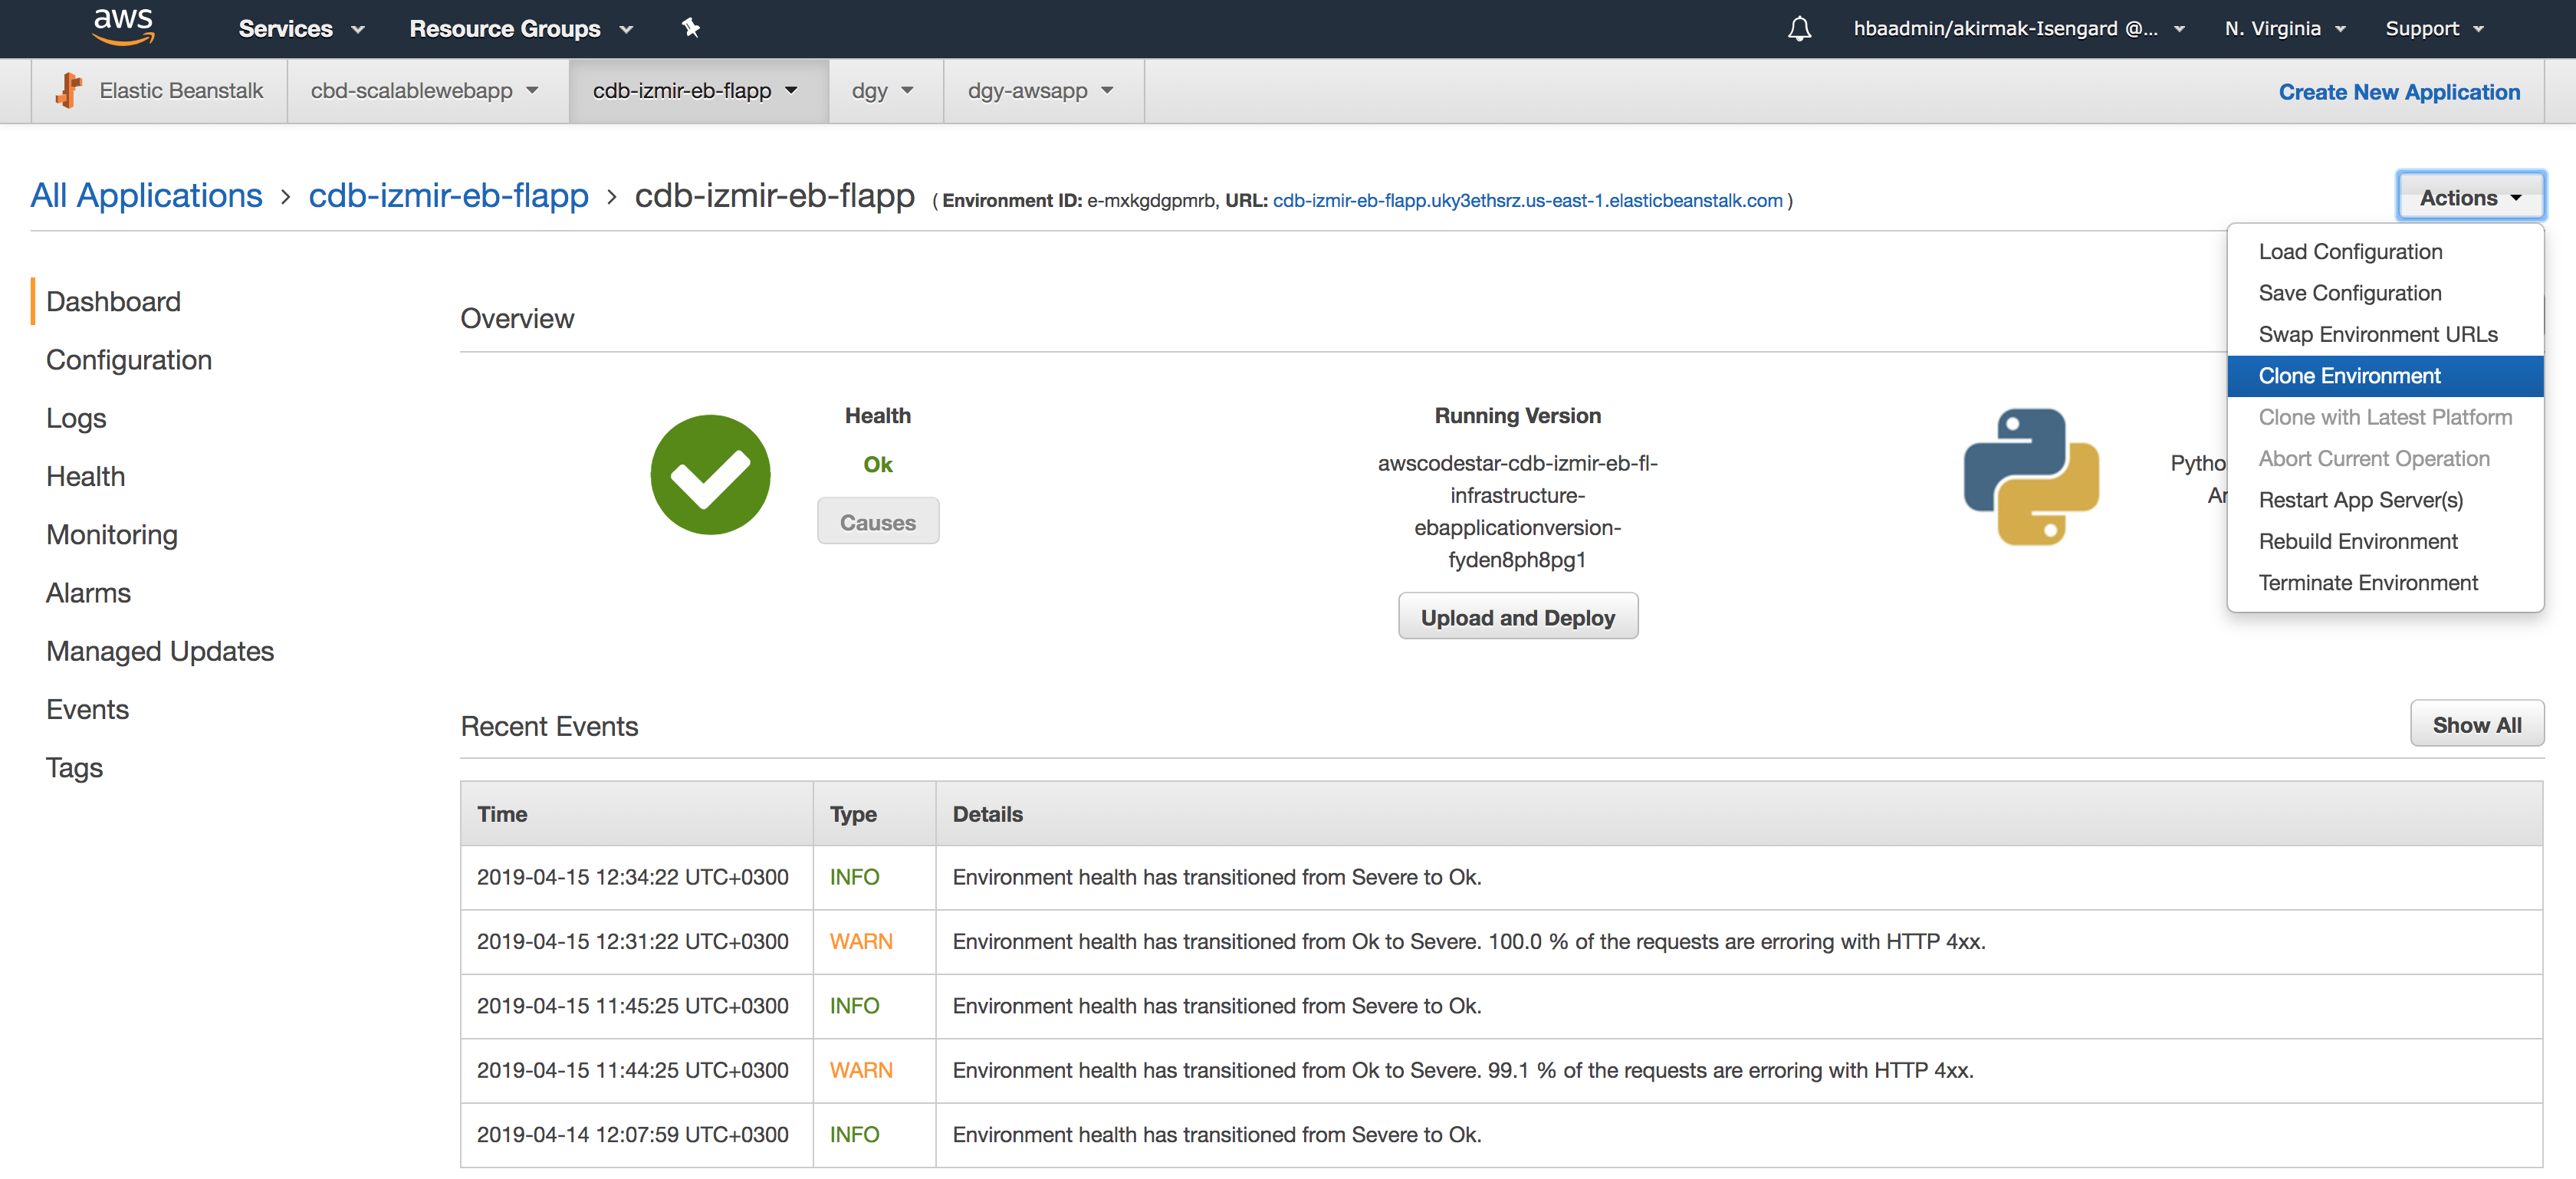 aws Services Resource Groups hbaadmin/akirmak-Isengard @... N. Virginia Support
Elastic Beanstalk cbd-scalablewebapp cdb-izmir-eb-flapp dgy dgy-awsapp Create New Application
All Applications > cdb-izmir-eb-flapp > cdb-izmir-eb-flapp ( Environment ID: e-mxkgdgpmrb, URL: cdb-izmir-eb-flapp.uky3ethsrz.us-east-1.elasticbeanstalk.com )
Actions
Load Configuration
Save Configuration
Swap Environment URLs
Clone Environment
Clone with Latest Platform
Abort Current Operation
Restart App Server(s)
Rebuild Environment
Terminate Environment
Dashboard
Configuration
Logs
Health
Monitoring
Alarms
Managed Updates
Events
Tags
Overview
Health
Ok
Causes
Running Version
awscodestar-cdb-izmir-eb-fl-
infrastructure-
ebapplicationversion-
fyden8ph8pg1
Upload and Deploy
Recent Events
Show All
Time Type Details
2019-04-15 12:34:22 UTC+0300 INFO Environment health has transitioned from Severe to Ok.
2019-04-15 12:31:22 UTC+0300 WARN Environment health has transitioned from Ok to Severe. 100.0 % of the requests are erroring with HTTP 4xx.
2019-04-15 11:45:25 UTC+0300 INFO Environment health has transitioned from Severe to Ok.
2019-04-15 11:44:25 UTC+0300 WARN Environment health has transitioned from Ok to Severe. 99.1 % of the requests are erroring with HTTP 4xx.
2019-04-14 12:07:59 UTC+0300 INFO Environment health has transitioned from Severe to Ok.